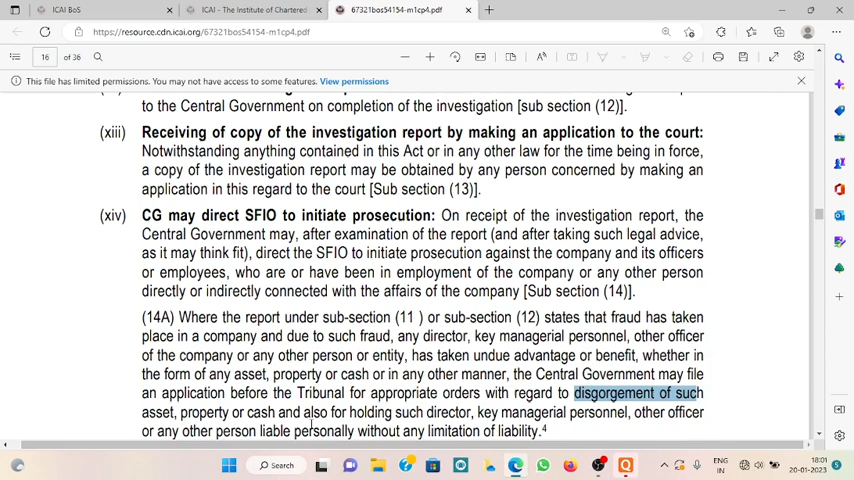 ICAI BoS
ICAI - The Institute of Chartered
67321bos54154-m1cp4.pdf
https://resource.cdn.icai.org/67321bos54154-m1cp4.pdf
16 of 36
This file has limited permissions. You may not have access to some features. View permissions
to the Central Government on completion of the investigation [sub section (12)].
(xiii) Receiving of copy of the investigation report by making an application to the court:
Notwithstanding anything contained in this Act or in any other law for the time being in force,
a copy of the investigation report may be obtained by any person concerned by making an
application in this regard to the court [Sub section (13)].
(xiv) CG may direct SFIO to initiate prosecution: On receipt of the investigation report, the
Central Government may, after examination of the report (and after taking such legal advice,
as it may think fit), direct the SFIO to initiate prosecution against the company and its officers
or employees, who are or have been in employment of the company or any other person
directly or indirectly connected with the affairs of the company [Sub section (14)].
(14A) Where the report under sub-section (11 ) or sub-section (12) states that fraud has taken
place in a company and due to such fraud, any director, key managerial personnel, other officer
of the company or any other person or entity, has taken undue advantage or benefit, whether in
the form of any asset, property or cash or in any other manner, the Central Government may file
an application before the Tribunal for appropriate orders with regard to disgorgement of such
asset, property or cash and also for holding such director, key managerial personnel, other officer
or any other person liable personally without any limitation of liability.4
Search
ENG
IN
18:01
20-01-2023